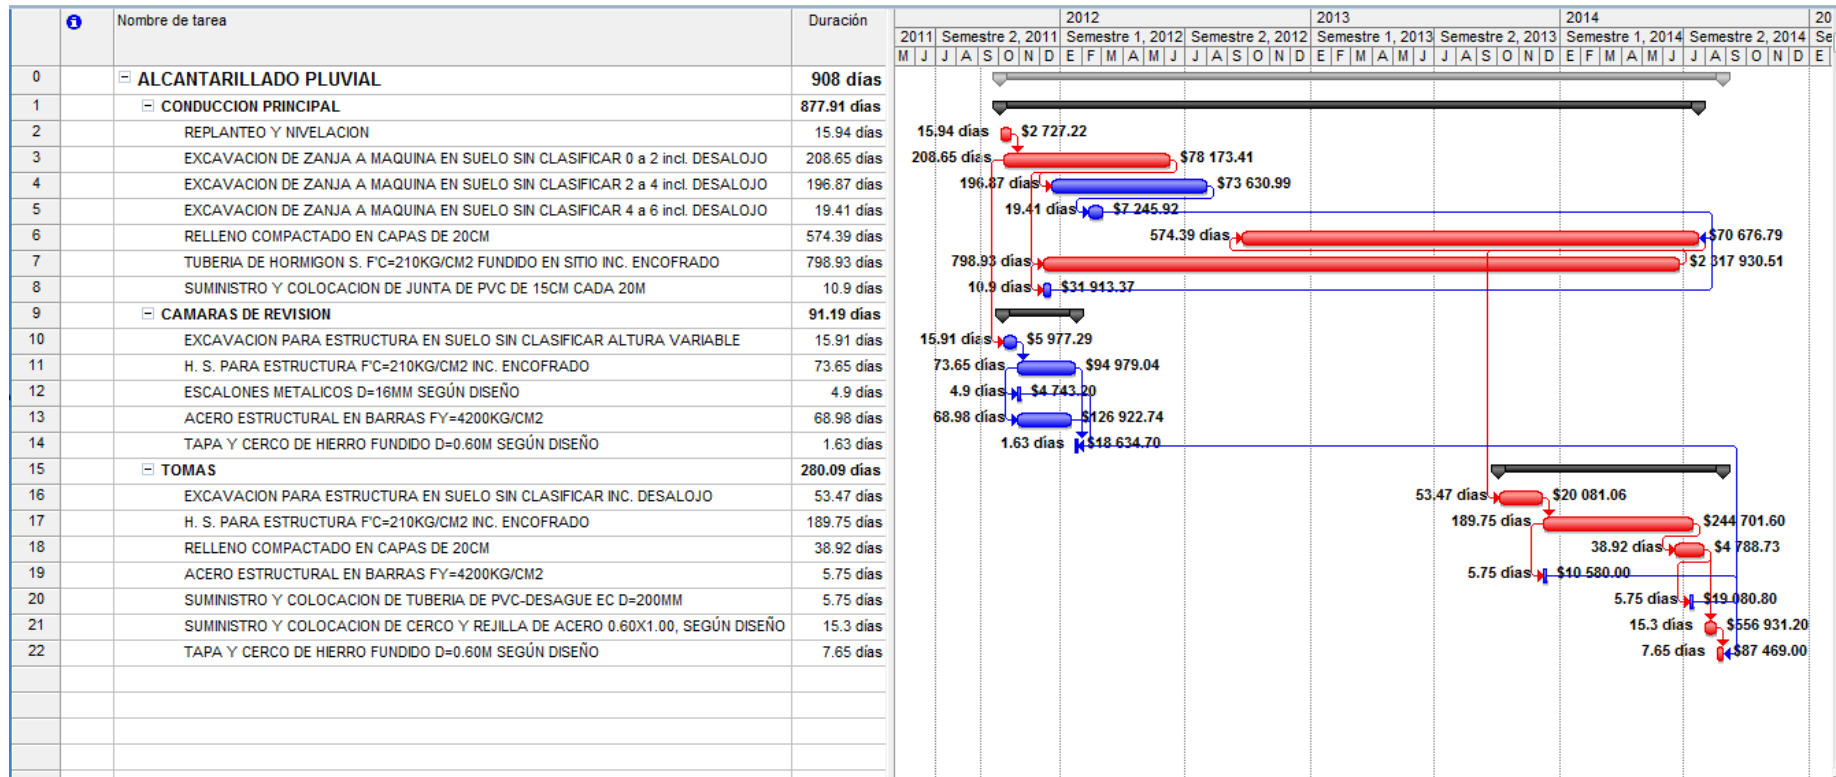 Nombre de tarea Duración 2012 2013 2014 20
2011 Semestre 2, 2011 Semestre 1, 2012 Semestre 2, 2012 Semestre 1, 2013 Semestre 2, 2013 Semestre 1, 2014 Semestre 2, 2014 Se
M J J A S O N D E F M A M J J A S O N D E F M A M J J A S O N D E F M A M J J A S O N D E
0 ALCANTARILLADO PLUVIAL 908 días
1 CONDUCCION PRINCIPAL 877.91 días
2 REPLANTEO Y NIVELACION 15.94 días 15.94 días $2 727.22
3 EXCAVACION DE ZANJA A MAQUINA EN SUELO SIN CLASIFICAR 0 a 2 incl. DESALOJO 208.65 días 208.65 días $78 173.41
4 EXCAVACION DE ZANJA A MAQUINA EN SUELO SIN CLASIFICAR 2 a 4 incl. DESALOJO 196.87 días 196.87 días $73 630.99
5 EXCAVACION DE ZANJA A MAQUINA EN SUELO SIN CLASIFICAR 4 a 6 incl. DESALOJO 19.41 días 19.41 días $7 245.92
6 RELLENO COMPACTADO EN CAPAS DE 20CM 574.39 días 574.39 días $70 676.79
7 TUBERIA DE HORMIGON S. F'C=210KG/CM2 FUNDIDO EN SITIO INC. ENCOFRADO 798.93 días 798.93 días $2 317 930.51
8 SUMINISTRO Y COLOCACION DE JUNTA DE PVC DE 15CM CADA 20M 10.9 días 10.9 días $31 913.37
9 CAMARAS DE REVISION 91.19 días
10 EXCAVACION PARA ESTRUCTURA EN SUELO SIN CLASIFICAR ALTURA VARIABLE 15.91 días 15.91 días $5 977.29
11 H. S. PARA ESTRUCTURA F'C=210KG/CM2 INC. ENCOFRADO 73.65 días 73.65 días $94 979.04
12 ESCALONES METALICOS D=16MM SEGÚN DISEÑO 4.9 días 4.9 días $4 743.20
13 ACERO ESTRUCTURAL EN BARRAS FY=4200KG/CM2 68.98 días 68.98 días $126 922.74
14 TAPA Y CERCO DE HIERRO FUNDIDO D=0.60M SEGÚN DISEÑO 1.63 días 1.63 días $18 634.70
15 TOMAS 280.09 días
16 EXCAVACION PARA ESTRUCTURA EN SUELO SIN CLASIFICAR INC. DESALOJO 53.47 días 53.47 días $20 081.06
17 H. S. PARA ESTRUCTURA F'C=210KG/CM2 INC. ENCOFRADO 189.75 días 189.75 días $244 701.60
18 RELLENO COMPACTADO EN CAPAS DE 20CM 38.92 días 38.92 días $4 788.73
19 ACERO ESTRUCTURAL EN BARRAS FY=4200KG/CM2 5.75 días 5.75 días $10 580.00
20 SUMINISTRO Y COLOCACION DE TUBERIA DE PVC-DESAGUE EC D=200MM 5.75 días 5.75 días $19 080.80
21 SUMINISTRO Y COLOCACION DE CERCO Y REJILLA DE ACERO 0.60X1.00, SEGÚN DISEÑO 15.3 días 15.3 días $556 931.20
22 TAPA Y CERCO DE HIERRO FUNDIDO D=0.60M SEGÚN DISEÑO 7.65 días 7.65 días $87 469.00